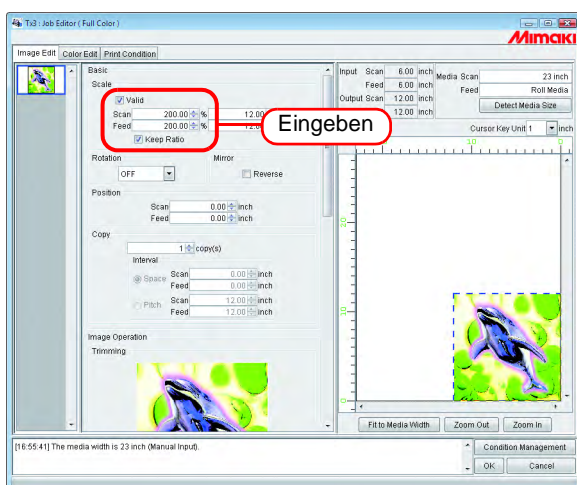 Tx3 : Job Editor ( Full Color )
Mimaki
Image Edit Color Edit Print Condition
Basic
Scale
Valid
Scan 200.00 % 12.00
Feed 200.00 % 12.00
Keep Ratio
Eingeben
Rotation Mirror
OFF Reverse
Position
Scan 0.00 inch
Feed 0.00 inch
Copy
1 copy(s)
Interval
Space Scan 0.00 inch
Feed 0.00 inch
Pitch Scan 12.00 inch
Feed 12.00 inch
Image Operation
Trimming
Input Scan 6.00 inch Media Scan 23 inch
Feed 6.00 inch Feed Roll Media
Output Scan 12.00 inch Detect Media Size
12.00 inch
Cursor Key Unit 1 inch
10 0
20
10
0
Fit to Media Width Zoom Out Zoom In
[16:55:41] The media width is 23 inch (Manual Input).
Condition Management
OK Cancel